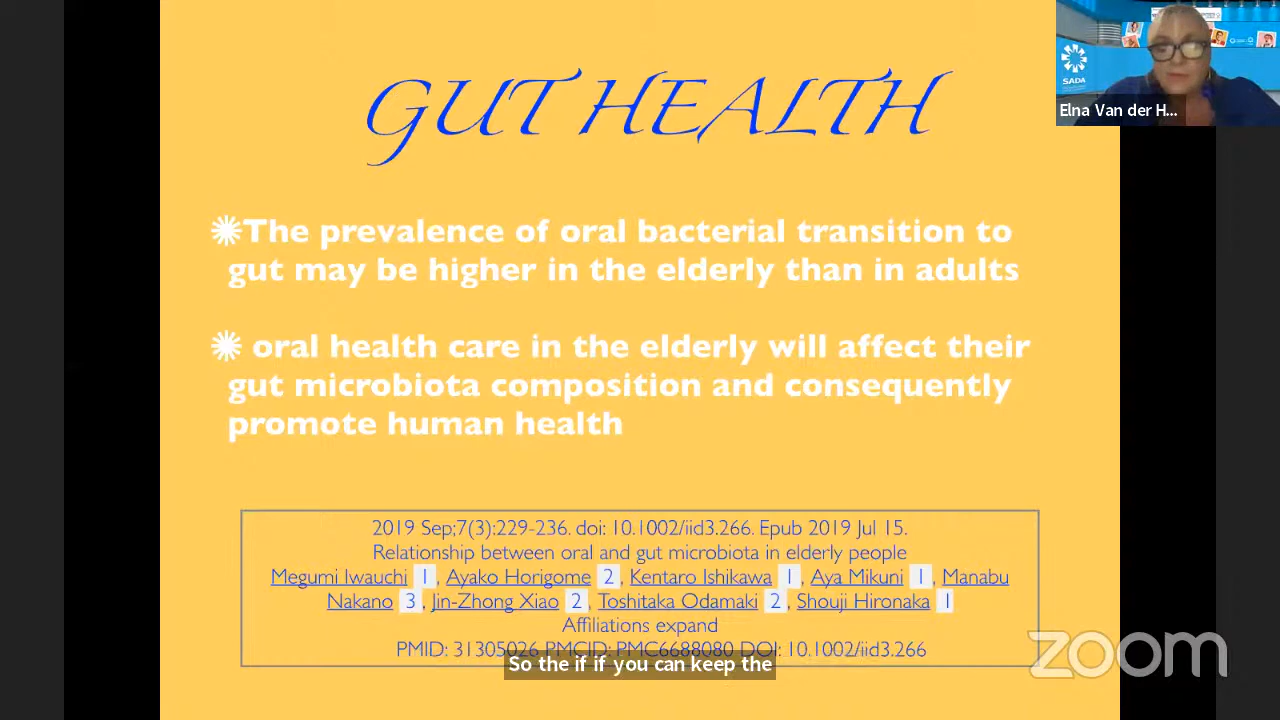 GUT HEALTH
SADA
Elna Van der H...
✺The prevalence of oral bacterial transition to
gut may be higher in the elderly than in adults
✺ oral health care in the elderly will affect their
gut microbiota composition and consequently
promote human health
2019 Sep;7(3):229-236. doi: 10.1002/iid3.266. Epub 2019 Jul 15.
Relationship between oral and gut microbiota in elderly people
Megumi Iwauchi 1, Ayako Horigome 2, Kentaro Ishikawa 1, Aya Mikuni 1, Manabu
Nakano 3, Jin-Zhong Xiao 2, Toshitaka Odamaki 2, Shouji Hironaka 1
Affiliations expand
PMID: 31305026 PMCID: PMC6688080 DOI: 10.1002/iid3.266
So the if if you can keep the
zoom